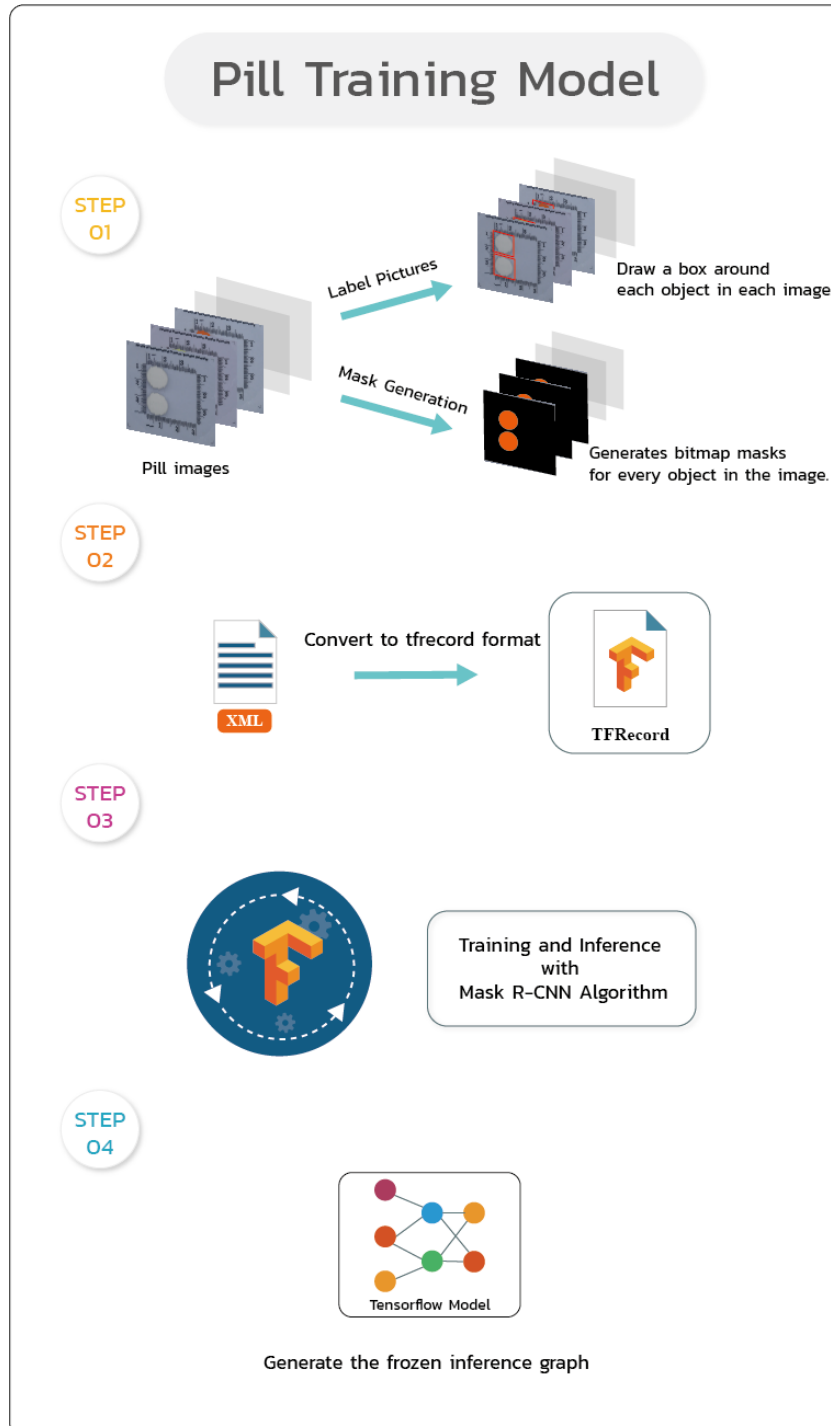 Pill Training Model
STEP
01
Label Pictures
Draw a box around
each object in each image
Mask Generation
Pill images
Generates bitmap masks
for every object in the image.
STEP
02
Convert to tfrecord format
XML
TFRecord
STEP
03
Training and Inference
with
Mask R-CNN Algorithm
STEP
04
Tensorflow Model
Generate the frozen inference graph